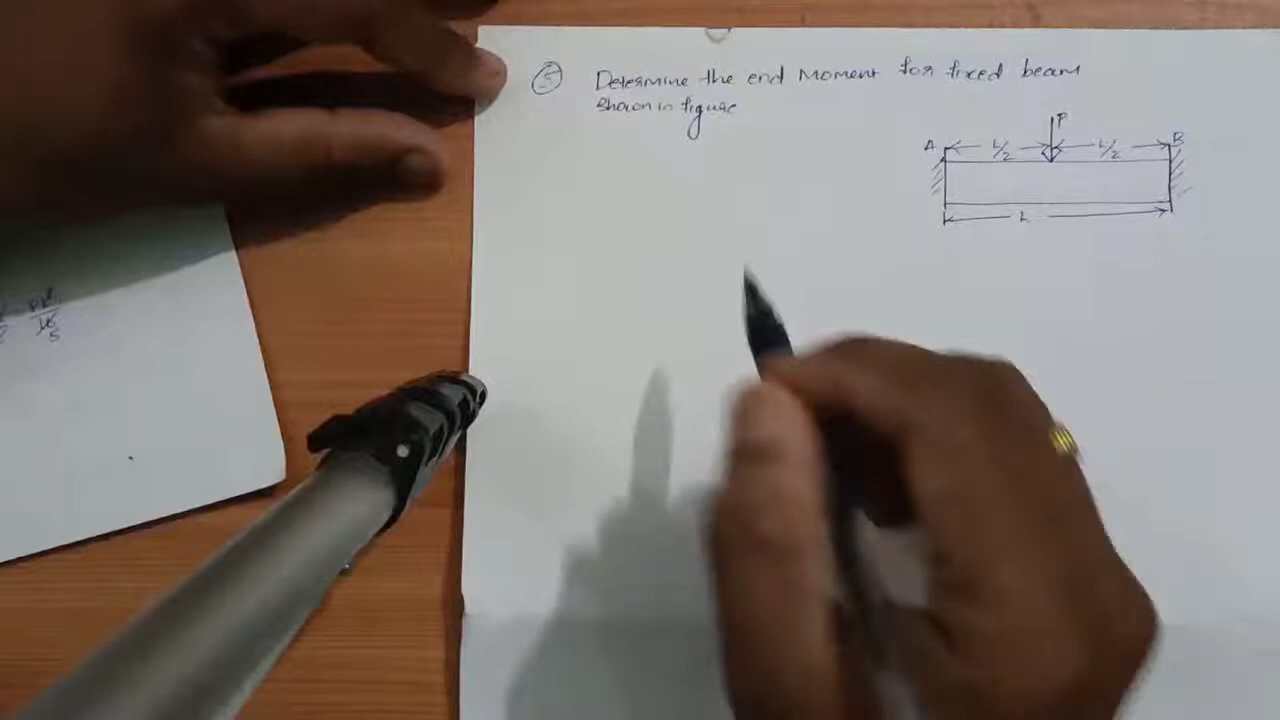 5 Determine the end Moment for fixed beam
shown in figure
P
A L/2 L/2 B
L